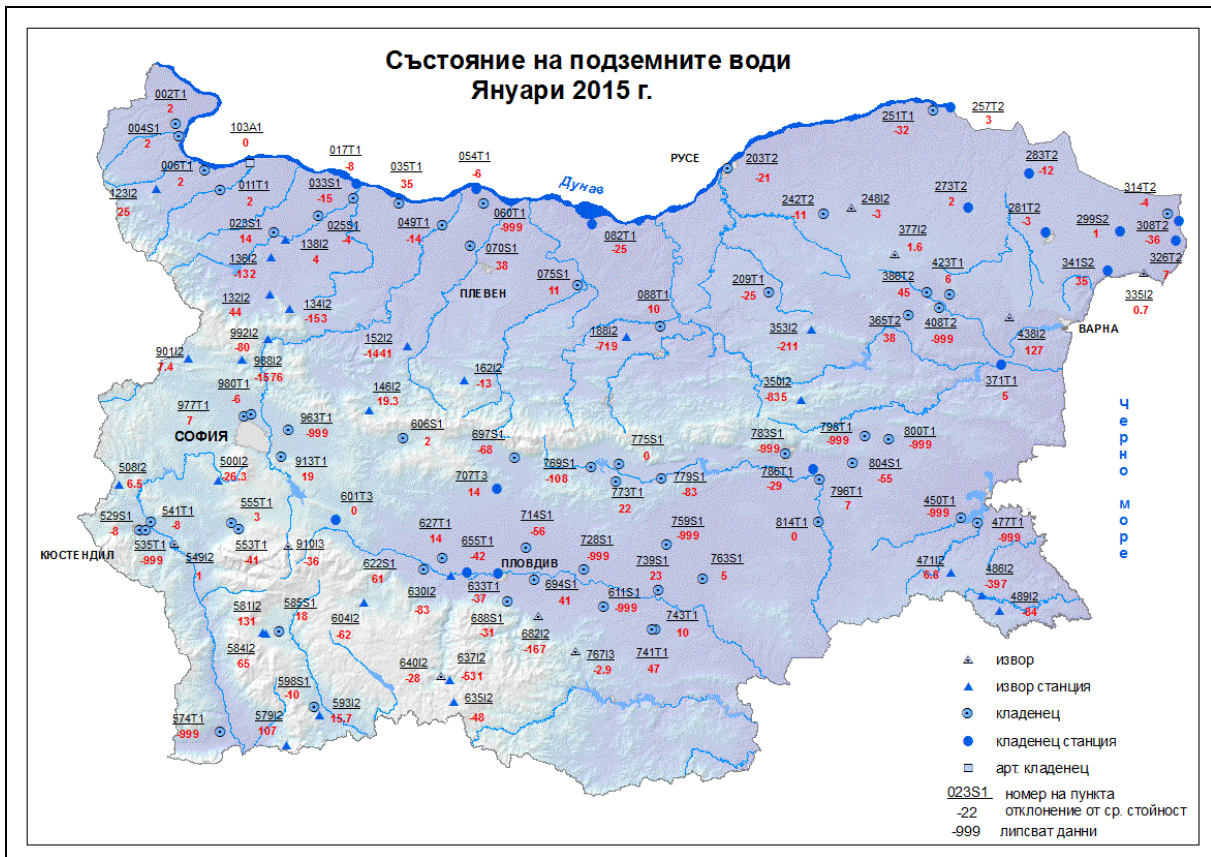 Състояние на подземните води
Януари 2015 г.
002T1
2
004S1
2
103A1
0
006T1
2
011T1
2
017T1
-8
033S1
-15
035T1
35
054T1
-6
123I2
25
023S1
14
025S1
-4
138I2
4
136I2
-132
049T1
-14
060T1
-999
070S1
38
Дунав
082T1
-25
075S1
11
ПЛЕВЕН
088T1
10
РУСЕ
203T2
-21
251T1
-32
257T2
3
283T2
-12
242T2
-11
248I2
-3
273T2
2
281T2
-3
314T2
-4
299S2
1
308T2
-36
326T2
7
377I2
1.6
423T1
6
386T2
45
341S2
35
335I2
0.7
209T1
-25
365T2
38
408T2
-999
438I2
127
ВАРНА
132I2
44
134I2
-153
992I2
-80
152I2
-1441
188I2
-719
353I2
-211
371T1
5
901I2
7.4
988I2
-1576
162I2
-13
146I2
19.3
350I2
-835
980T1
-6
977T1
7
СОФИЯ
963T1
-999
606S1
2
697S1
-68
775S1
0
783S1
-999
798T1
-999
800T1
-999
Черно море
508I2
6.5
500I2
-26.3
913T1
19
707T3
14
769S1
-108
773T1
22
779S1
-83
786T1
-29
804S1
-55
796T1
7
529S1
-8
541T1
-8
555T1
3
601T3
0
627T1
14
714S1
-56
759S1
-999
814T1
0
450T1
-999
477T1
-999
КЮСТЕНДИЛ
535T1
-999
549I2
1
553T1
-41
910I3
-36
655T1
-42
ПЛОВДИВ
728S1
-999
739S1
23
763S1
5
622S1
61
630I2
-83
633T1
-37
694S1
41
611S1
-999
471I2
6.8
486I2
-397
489I2
-84
581I2
131
585S1
18
604I2
-62
688S1
-31
682I2
-167
743T1
10
584I2
65
640I2
-28
637I2
-531
767I3
-2.9
741T1
47
598S1
-10
593I2
15.7
635I2
-48
574T1
-999
579I2
107
извор
извор станция
кладенец
кладенец станция
арт. кладенец
023S1 номер на пункта
-22 отклонение от ср. стойност
-999 липсват данни